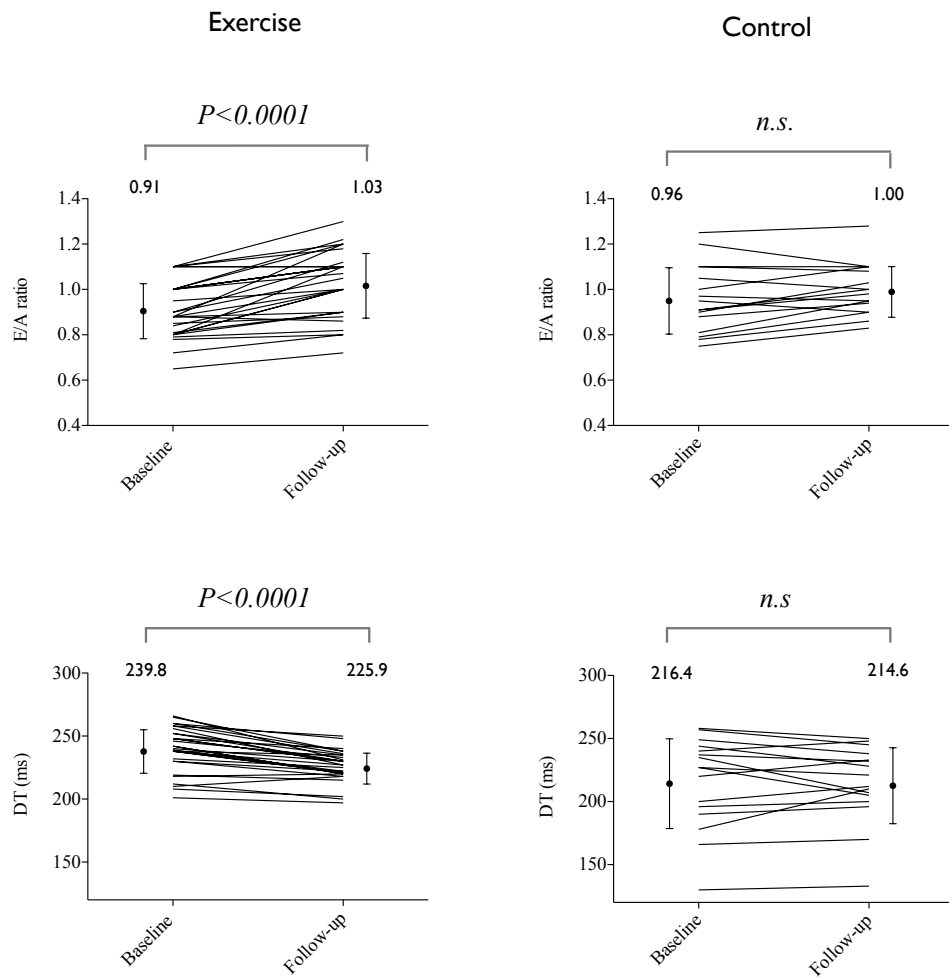 Exercise
Control
P<0.0001
n.s.
0.91
1.03
0.96
1.00
E/A ratio
1.4
1.2
1.0
0.8
0.6
0.4
Baseline
Follow-up
E/A ratio
1.4
1.2
1.0
0.8
0.6
0.4
Baseline
Follow-up
P<0.0001
n.s
239.8
225.9
216.4
214.6
DT (ms)
300
250
200
150
Baseline
Follow-up
DT (ms)
300
250
200
150
Baseline
Follow-up